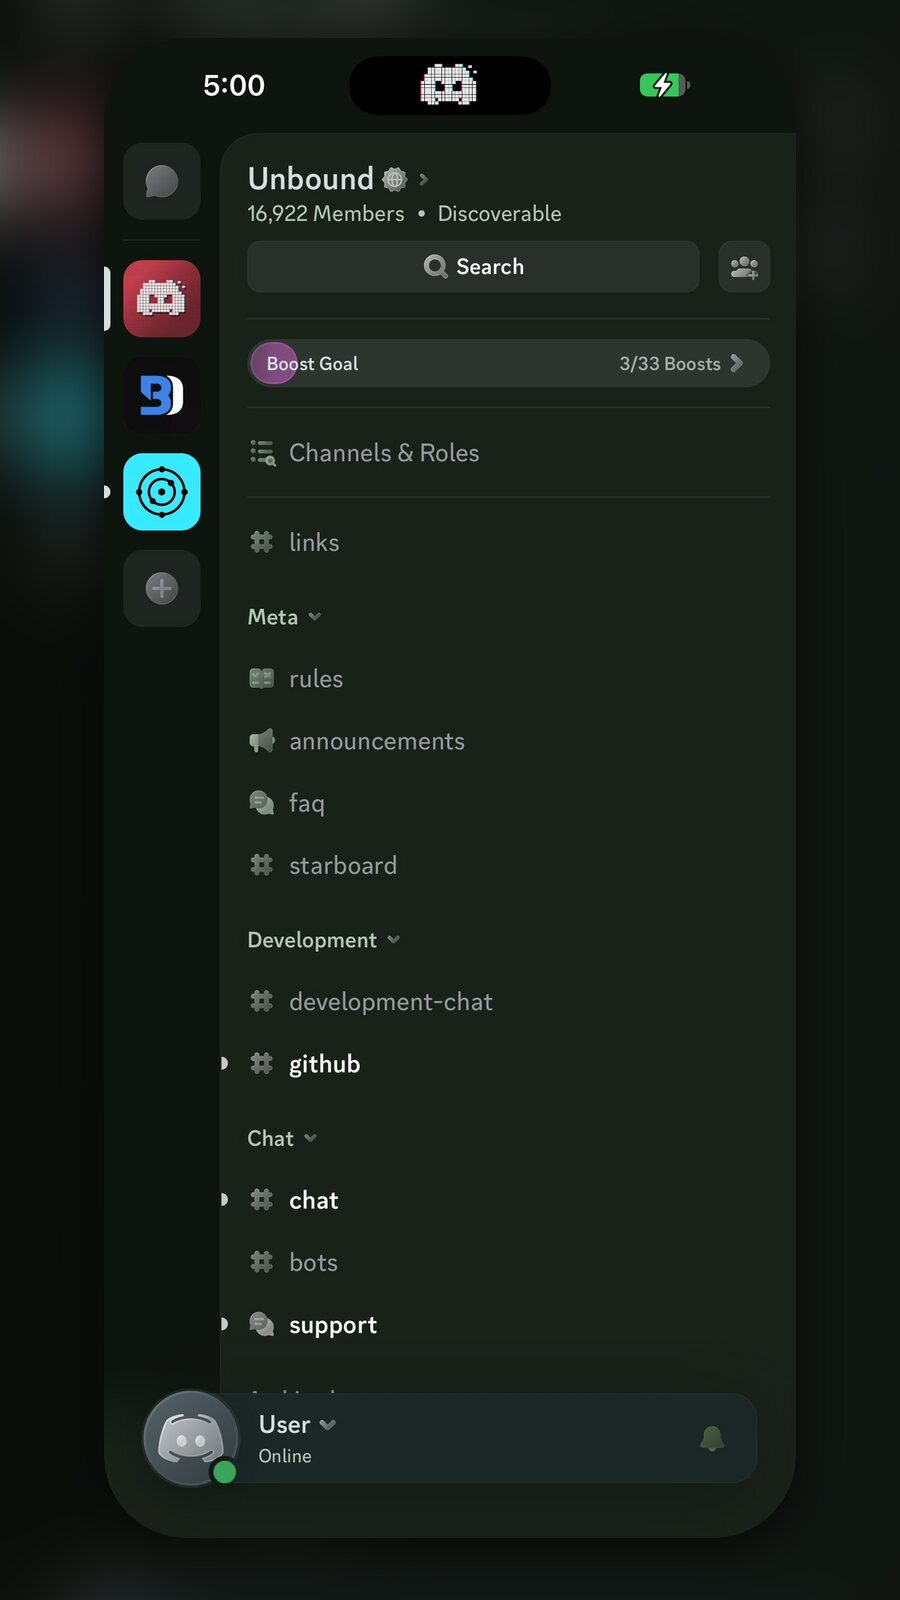 5:00
Unbound
16,922 Members • Discoverable
Search
Boost Goal 3/33 Boosts
Channels & Roles
links
Meta
rules
announcements
faq
starboard
Development
development-chat
github
Chat
chat
bots
support
User
Online